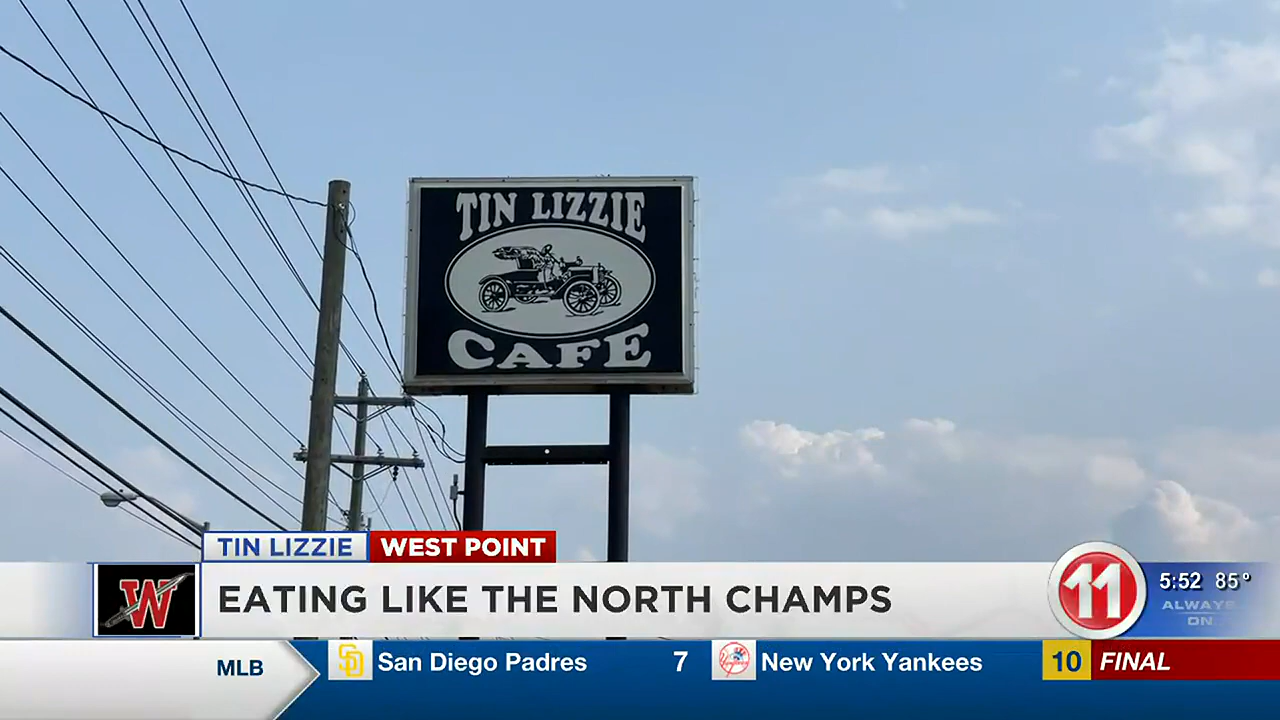 TIN LIZZIE
CAFE
TIN LIZZIE WEST POINT
W EATING LIKE THE NORTH CHAMPS
11 5:52 85°
ALWAYS ON
MLB SD San Diego Padres 7 New York Yankees 10 FINAL